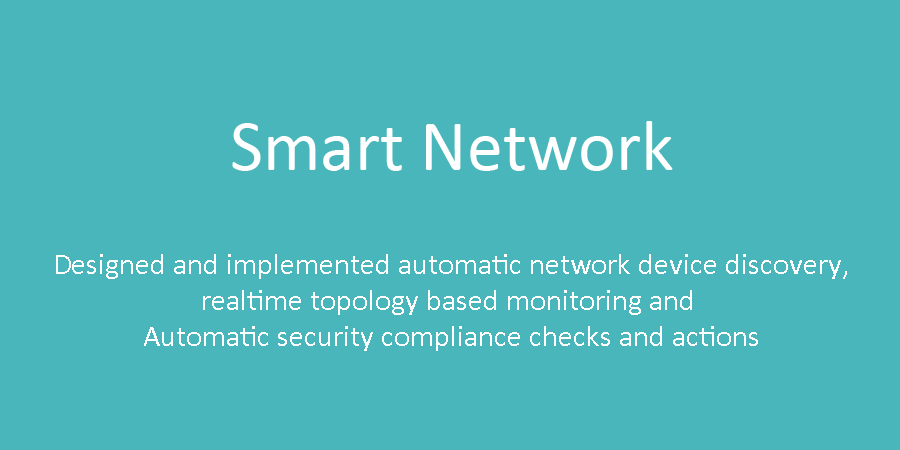 Smart Network
Designed and implemented automatic network device discovery,
realtime topology based monitoring and
Automatic security compliance checks and actions